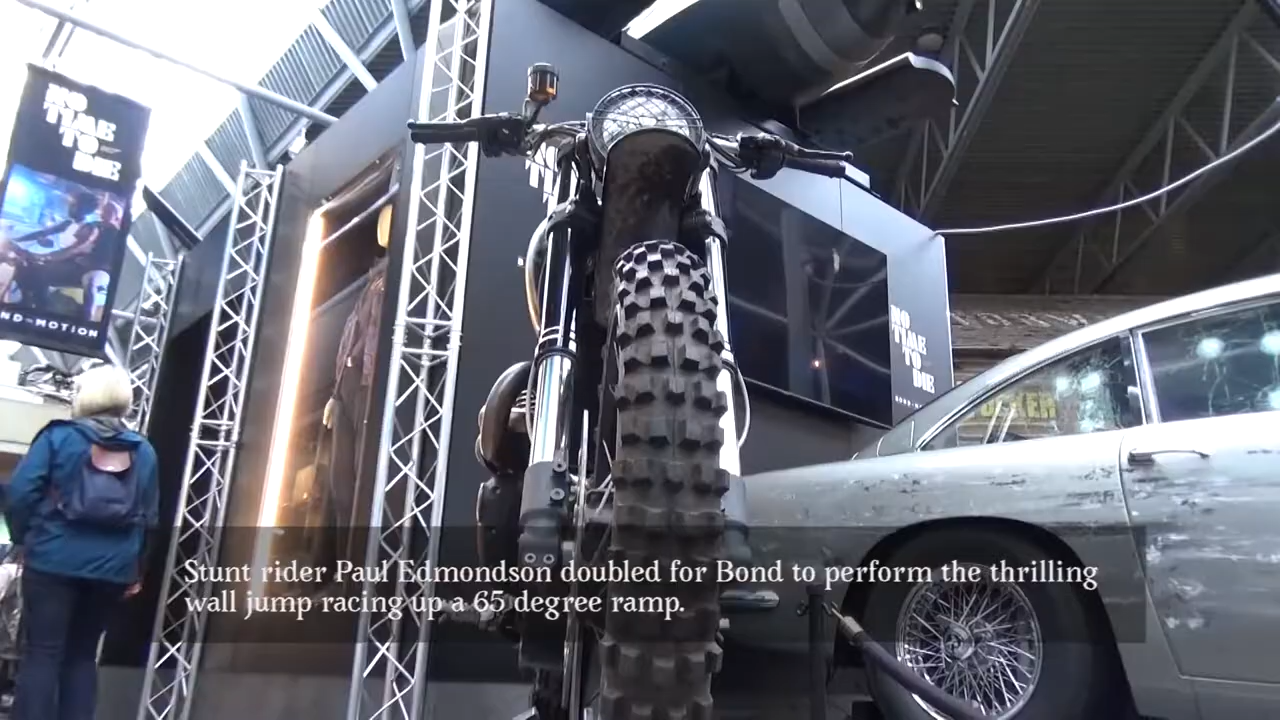 NO
TIME
TO
DIE
ND IN MOTION
NO
TIME
TO
DIE
Stunt rider Paul Edmondson doubled for Bond to perform the thrilling
wall jump racing up a 65 degree ramp.